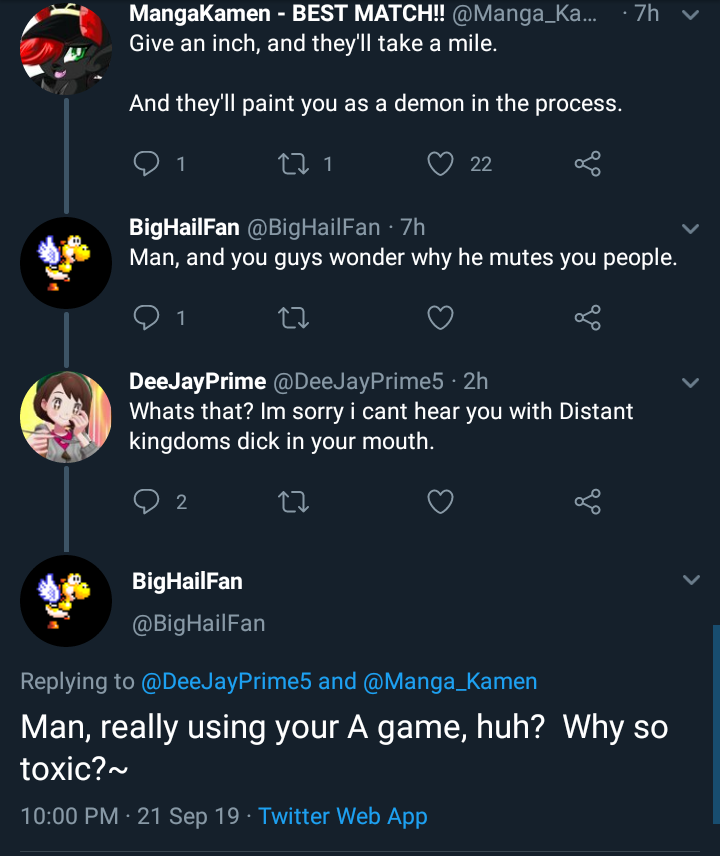 MangaKamen - BEST MATCH!! @Manga_Ka... · 7h
Give an inch, and they'll take a mile.
And they'll paint you as a demon in the process.
1 1 22
BigHailFan @BigHailFan · 7h
Man, and you guys wonder why he mutes you people.
1
DeeJayPrime @DeeJayPrime5 · 2h
Whats that? Im sorry i cant hear you with Distant
kingdoms dick in your mouth.
2
BigHailFan
@BigHailFan
Replying to @DeeJayPrime5 and @Manga_Kamen
Man, really using your A game, huh?  Why so
toxic?~
10:00 PM · 21 Sep 19 · Twitter Web App